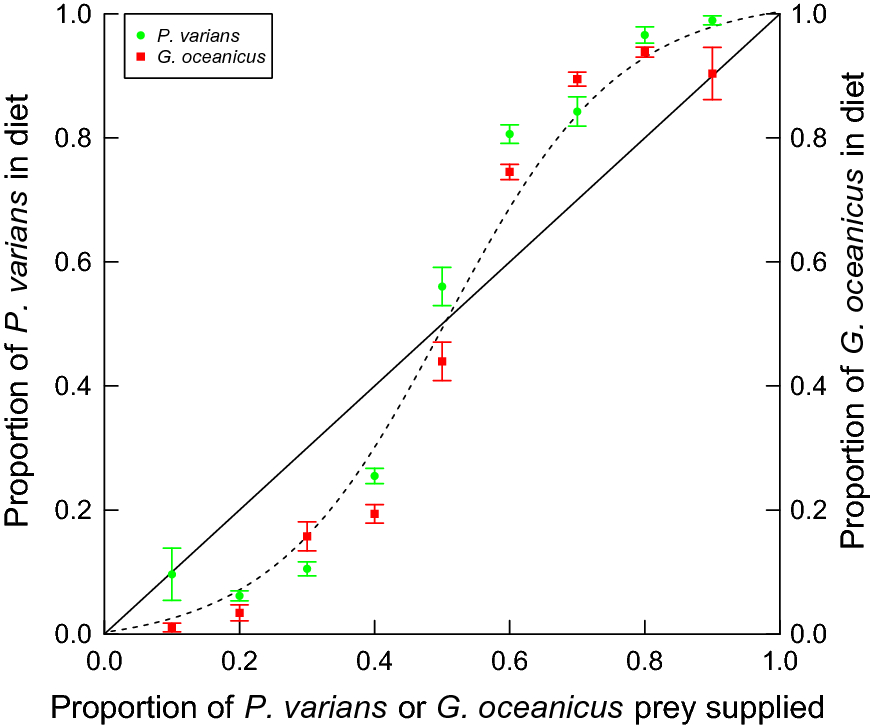 P. varians
G. oceanicus
Proportion of P. varians in diet
1.0
0.8
0.6
0.4
0.2
0.0
1.0
0.8
0.6
0.4
0.2
0.0
Proportion of G. oceanicus in diet
0.0 0.2 0.4 0.6 0.8 1.0
Proportion of P. varians or G. oceanicus prey supplied